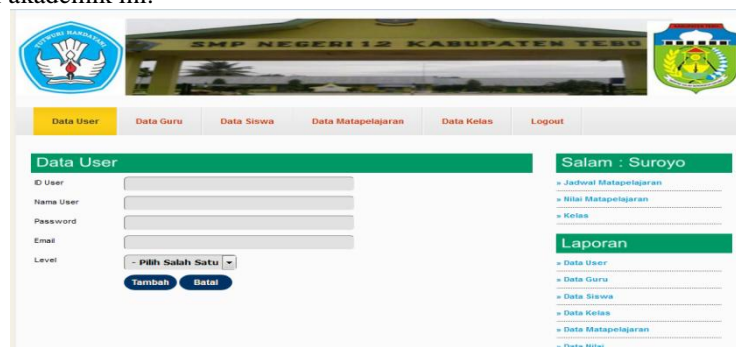 akademik ini.
TUT WURI HANDAYANI
SMP NEGERI 12 KABUPATEN TEBO
KABUPATEN TEBO
Data User
Data Guru
Data Siswa
Data Matapelajaran
Data Kelas
Logout
Data User
ID User
Nama User
Password
Email
Level
- Pilih Salah Satu
Tambah
Batal
Salam : Suroyo
» Jadwal Matapelajaran
» Nilai Matapelajaran
» Kelas
Laporan
» Data User
» Data Guru
» Data Siswa
» Data Kelas
» Data Matapelajaran
» Data Nilai